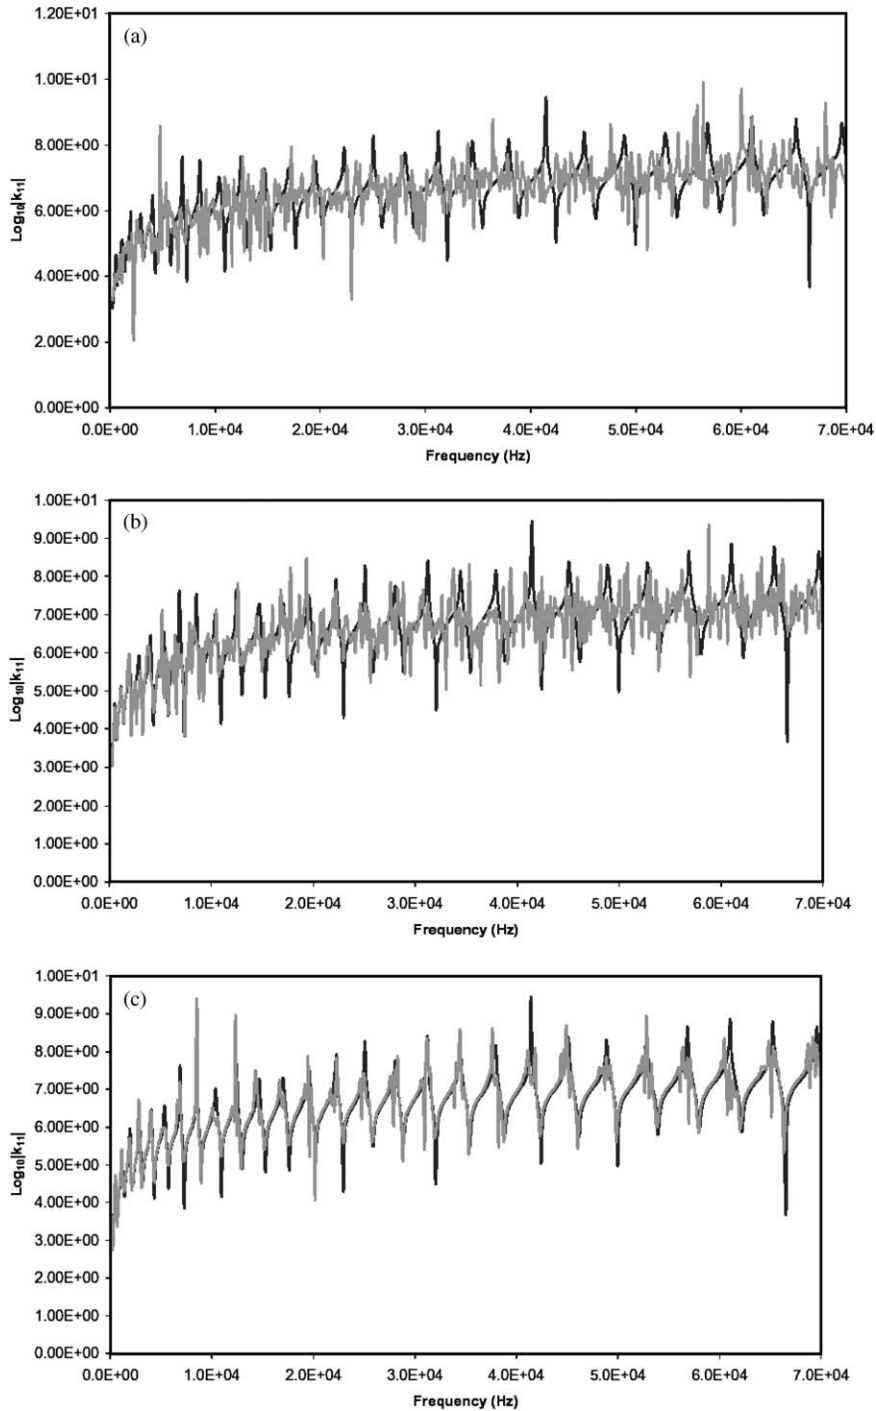 (a)
1.20E+01
1.00E+01
8.00E+00
6.00E+00
4.00E+00
2.00E+00
0.00E+00
Log10|k11|
0.0E+00 1.0E+04 2.0E+04 3.0E+04 4.0E+04 5.0E+04 6.0E+04 7.0E+04
Frequency (Hz)
(b)
1.00E+01
9.00E+00
8.00E+00
7.00E+00
6.00E+00
5.00E+00
4.00E+00
3.00E+00
2.00E+00
1.00E+00
0.00E+00
Log10|k11|
0.0E+00 1.0E+04 2.0E+04 3.0E+04 4.0E+04 5.0E+04 6.0E+04 7.0E+04
Frequency (Hz)
(c)
1.00E+01
9.00E+00
8.00E+00
7.00E+00
6.00E+00
5.00E+00
4.00E+00
3.00E+00
2.00E+00
1.00E+00
0.00E+00
Log10|k11|
0.0E+00 1.0E+04 2.0E+04 3.0E+04 4.0E+04 5.0E+04 6.0E+04 7.0E+04
Frequency (Hz)